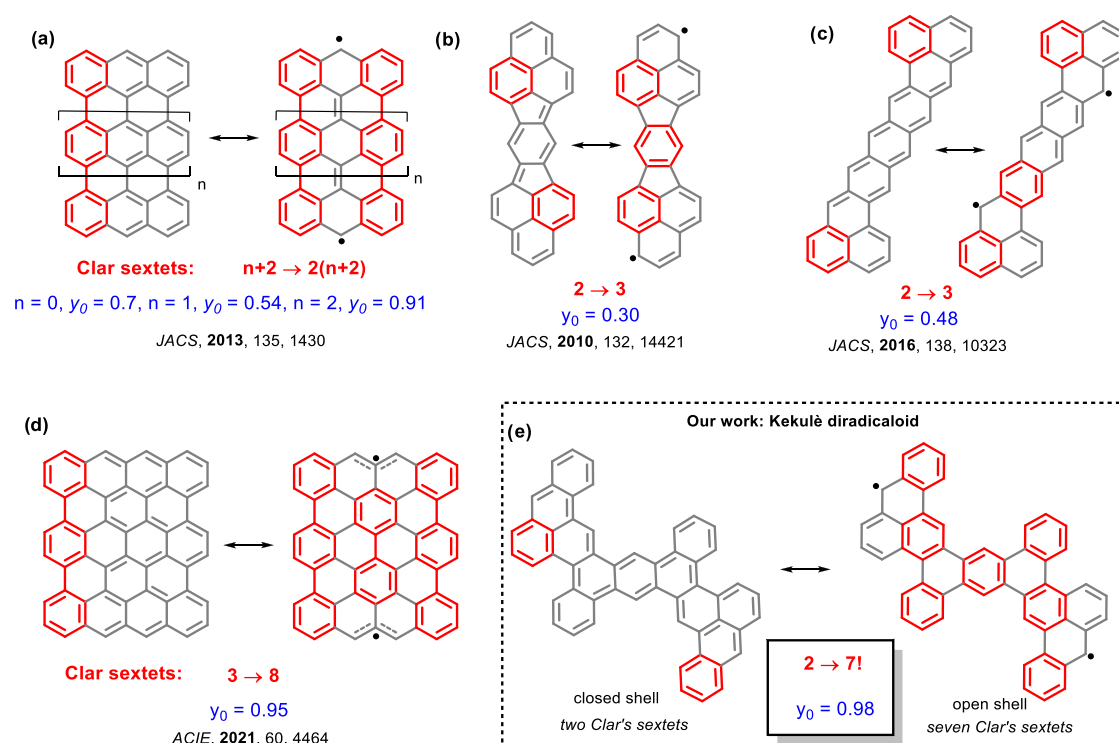 (a)
n
n
Clar sextets: n+2 → 2(n+2)
n = 0, y0 = 0.7, n = 1, y0 = 0.54, n = 2, y0 = 0.91
JACS, 2013, 135, 1430
(b)
2 → 3
y0 = 0.30
JACS, 2010, 132, 14421
(c)
2 → 3
y0 = 0.48
JACS, 2016, 138, 10323
(d)
Clar sextets: 3 → 8
y0 = 0.95
ACIE, 2021, 60, 4464
Our work: Kekulè diradicaloid
(e)
closed shell
two Clar's sextets
2 → 7!
y0 = 0.98
open shell
seven Clar's sextets